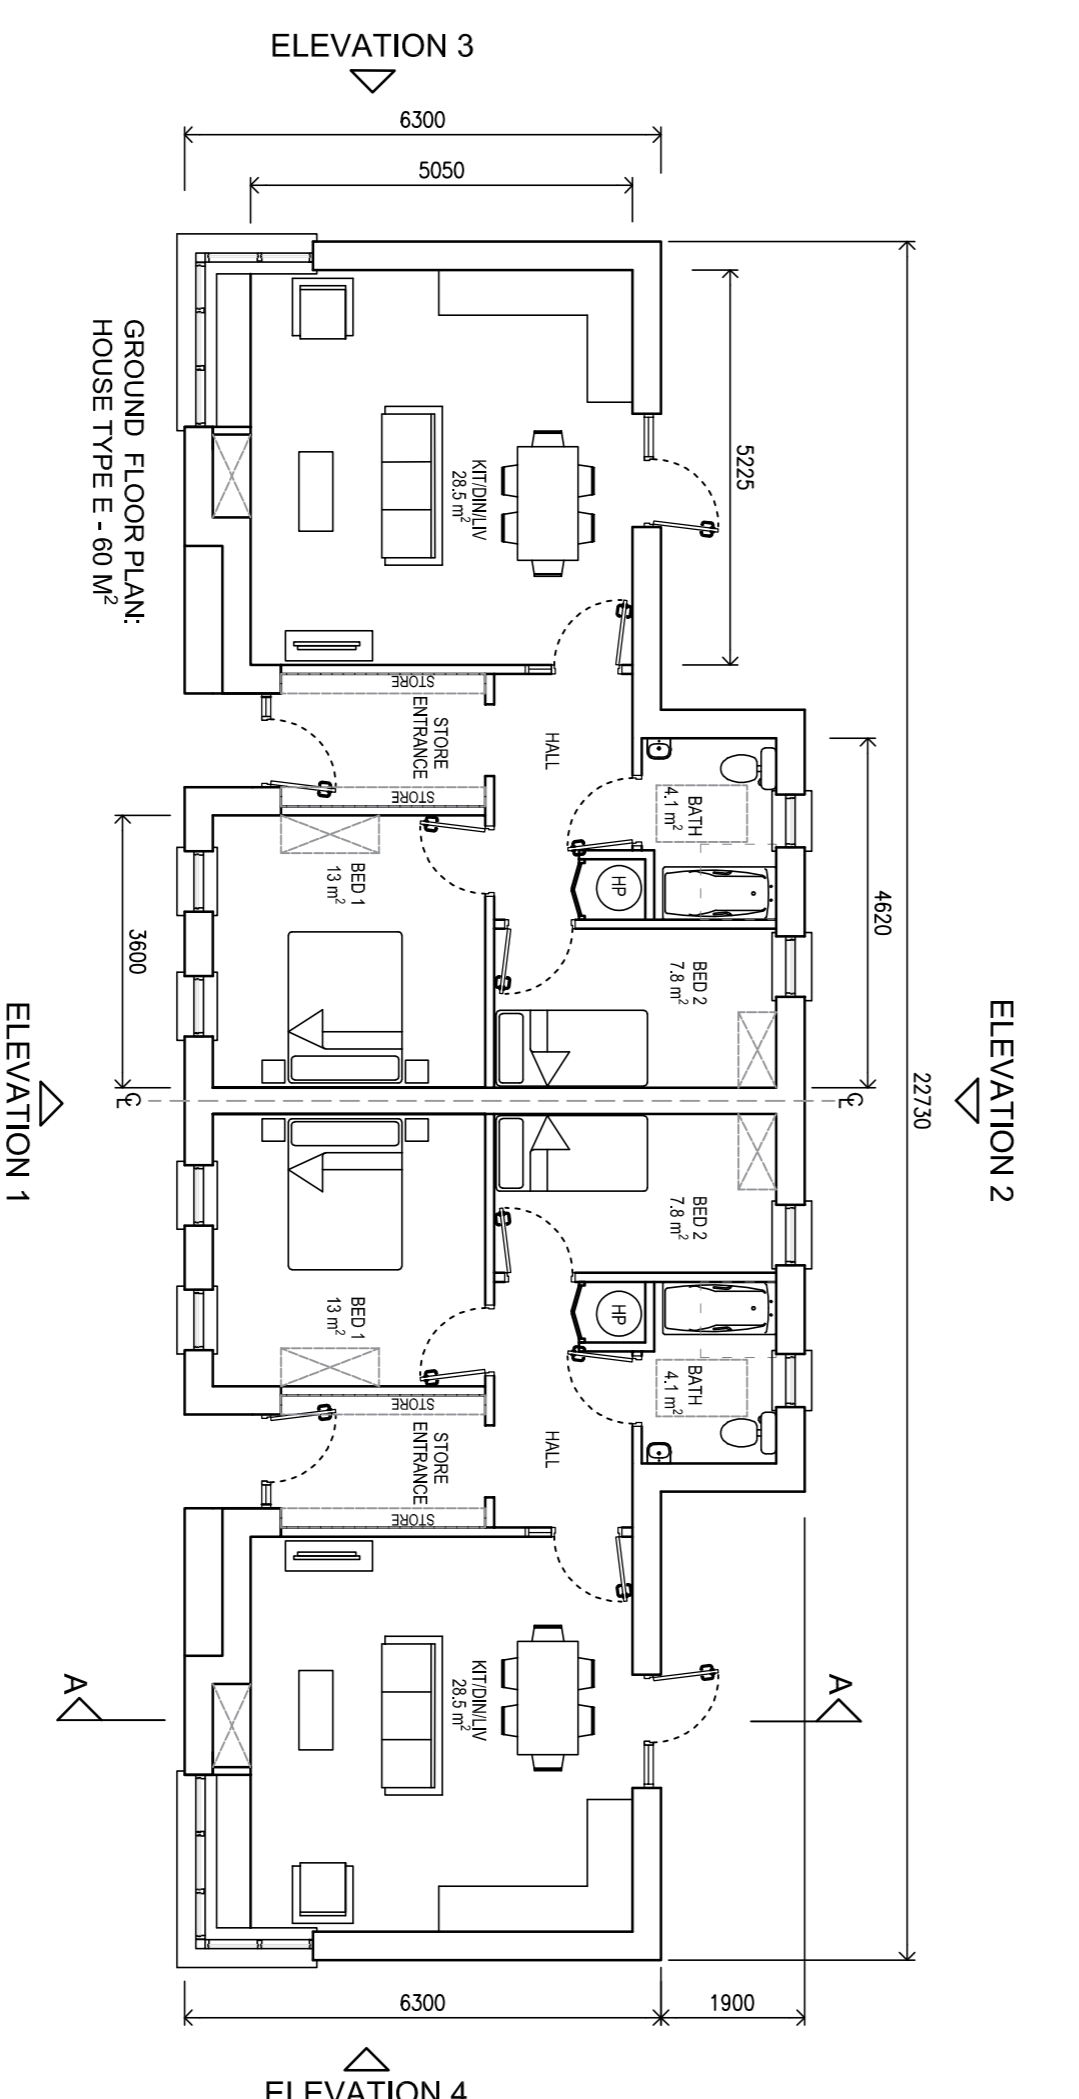 ELEVATION 3
6300
5050
5225
GROUND FLOOR PLAN:
HOUSE TYPE E - 60 M²
KIT/DIN/LIV
28.5 m²
STORE
STORE
ENTRANCE
STORE
HALL
BATH
4.1 m²
HP
BED 1
13 m²
BED 2
7.8 m²
4620
3600
22730
ELEVATION 1
ELEVATION 2
CL
CL
BED 2
7.8 m²
BED 1
13 m²
HP
BATH
4.1 m²
STORE
STORE
ENTRANCE
STORE
HALL
KIT/DIN/LIV
28.5 m²
A
A
6300
1900
ELEVATION 4